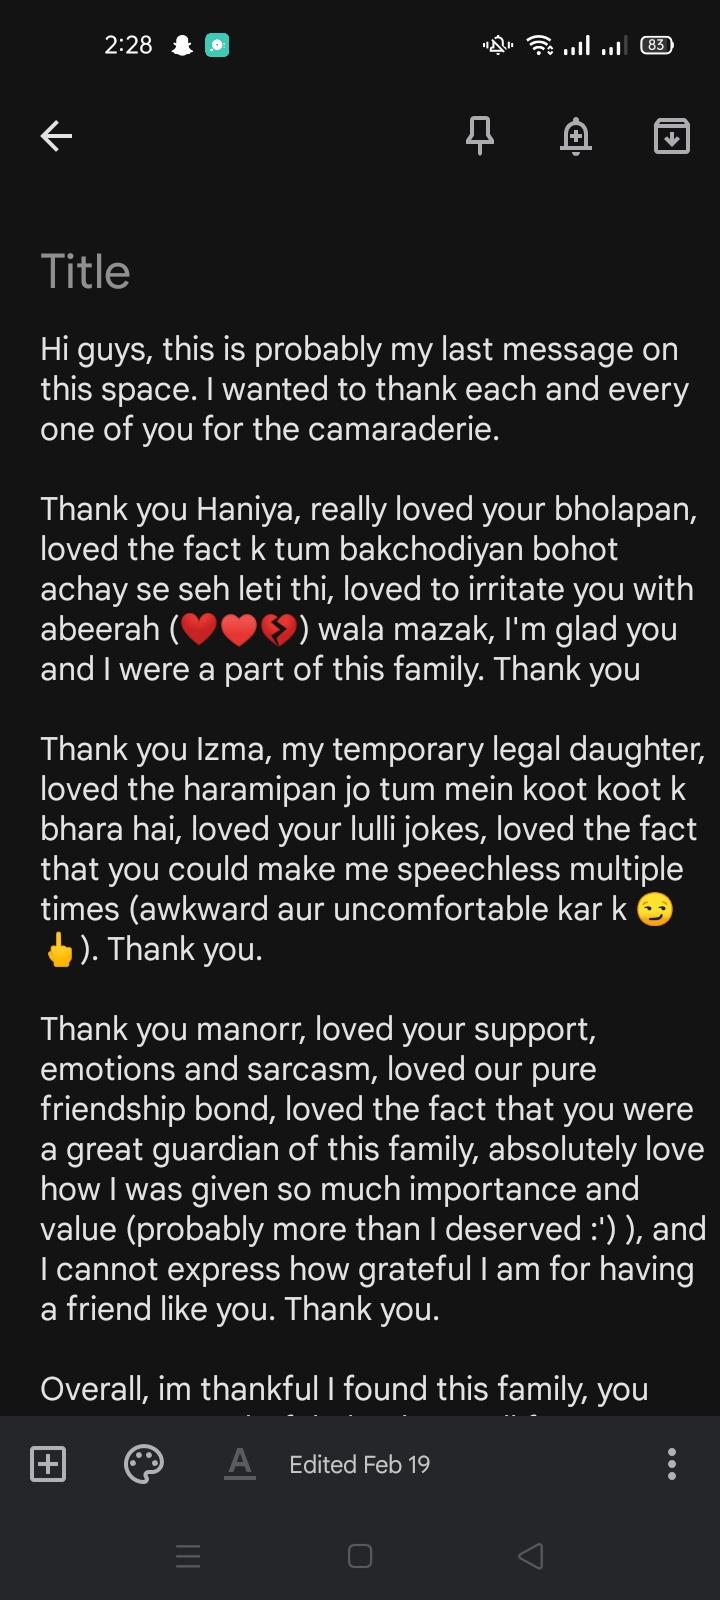 2:28
83
Title
Hi guys, this is probably my last message on
this space. I wanted to thank each and every
one of you for the camaraderie.
Thank you Haniya, really loved your bholapan,
loved the fact k tum bakchodiyan bohot
achay se seh leti thi, loved to irritate you with
abeerah (❤️♥️💔) wala mazak, I'm glad you
and I were a part of this family. Thank you
Thank you Izma, my temporary legal daughter,
loved the haramipan jo tum mein koot koot k
bhara hai, loved your lulli jokes, loved the fact
that you could make me speechless multiple
times (awkward aur uncomfortable kar k 😏
🖕). Thank you.
Thank you manorr, loved your support,
emotions and sarcasm, loved our pure
friendship bond, loved the fact that you were
a great guardian of this family, absolutely love
how I was given so much importance and
value (probably more than I deserved :') ), and
I cannot express how grateful I am for having
a friend like you. Thank you.
Overall, im thankful I found this family, you
A
Edited Feb 19